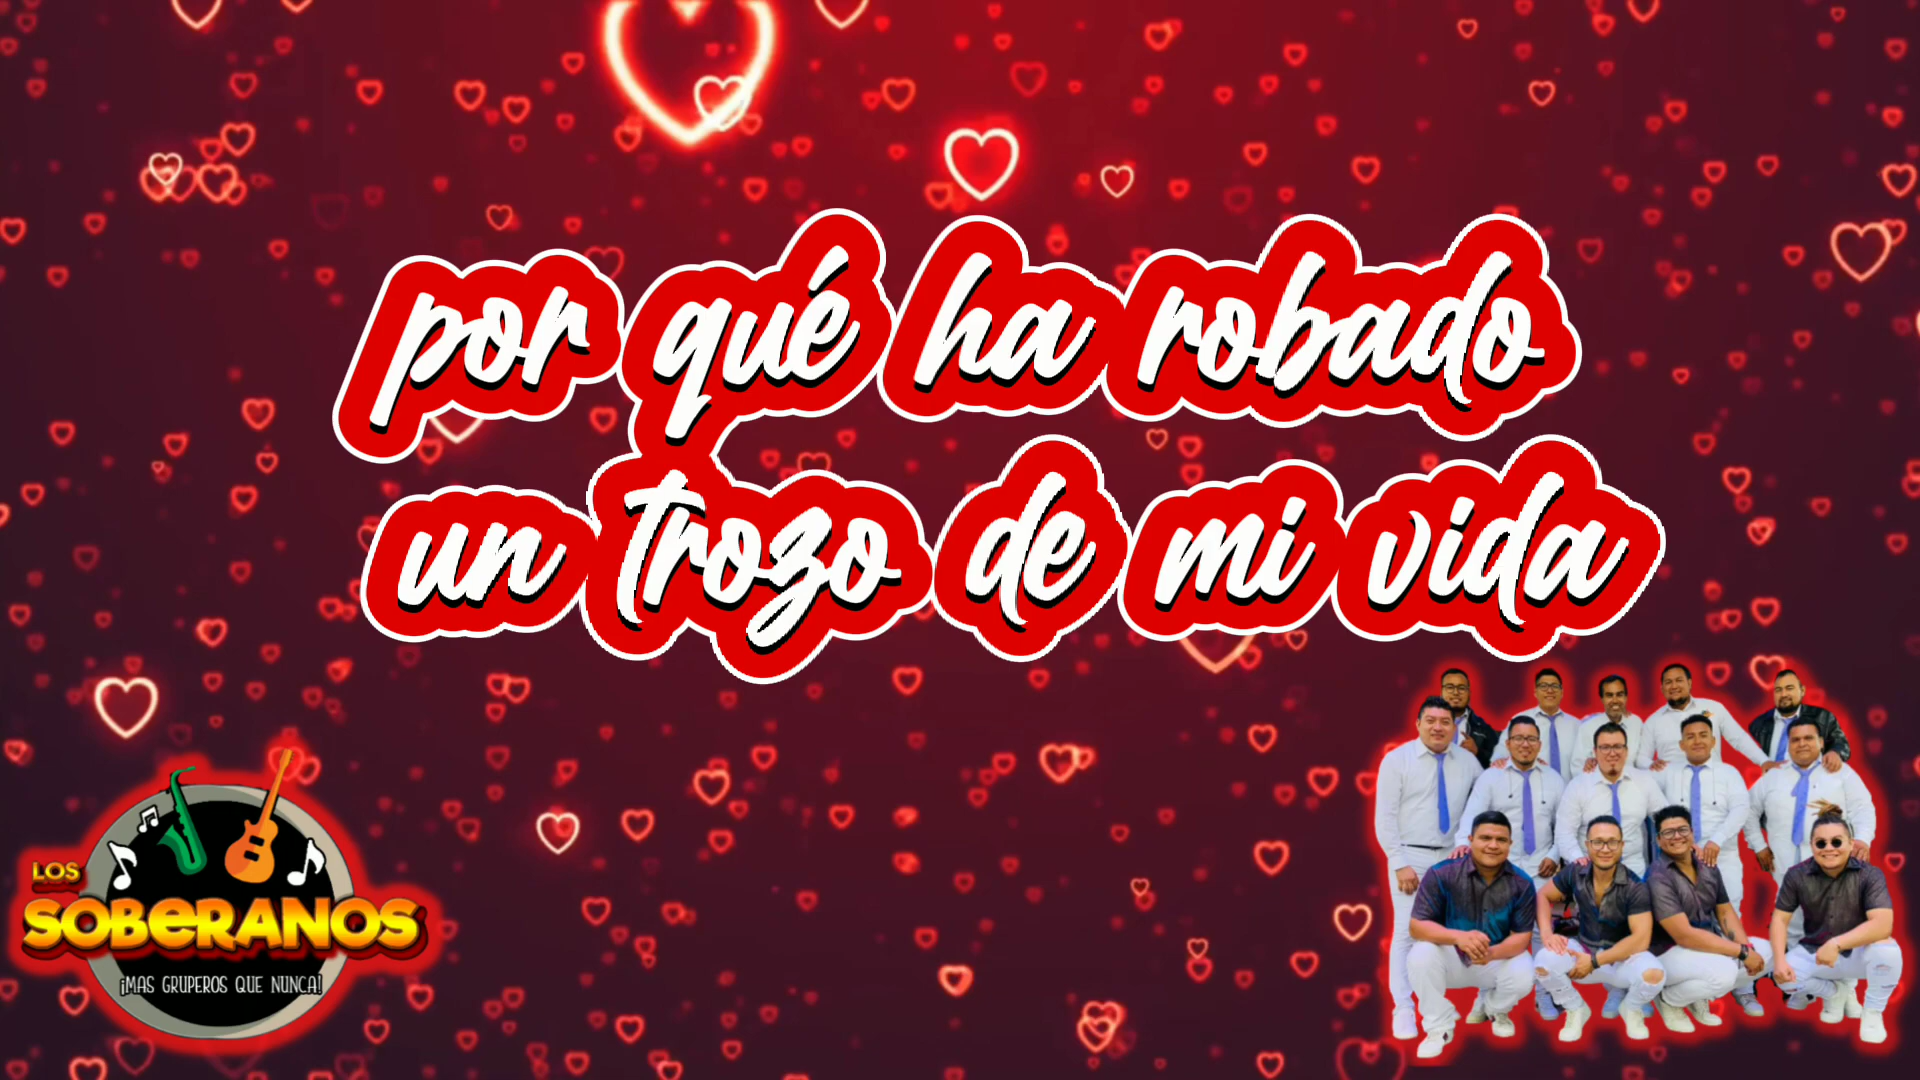 por qué ha robado
un trozo de mi vida
LOS
SOBERANOS
¡MAS GRUPEROS QUE NUNCA!